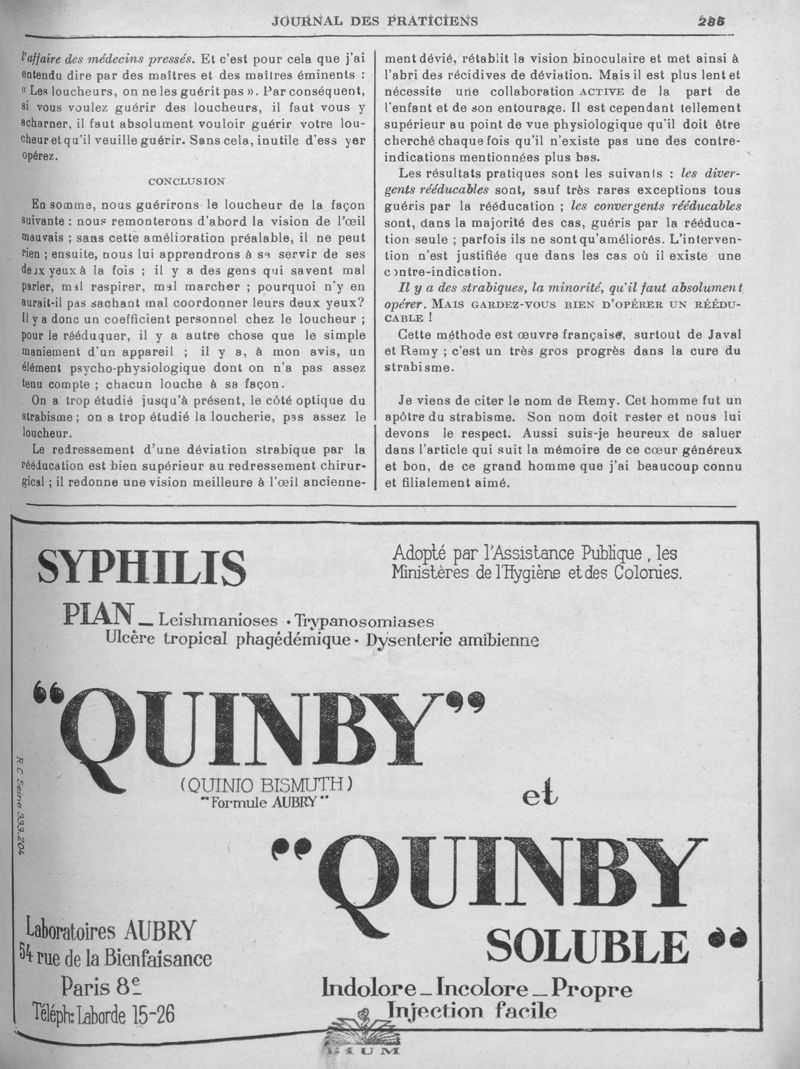 JOURNAL DES PRATICIENS 285
l'affaire des médecins pressés. Et c'est pour cela que j'ai
entendu dire par des maîtres et des maîtres éminents :
« Les loucheurs, on ne les guérit pas ». Par conséquent,
si vous voulez guérir des loucheurs, il faut vous y
acharner, il faut absolument vouloir guérir votre lou-
cheur et qu'il veuille guérir. Sans cela, inutile d'ess yer
opérez.
CONCLUSION
En somme, nous guérirons le loucheur de la façon
suivante : nous remonterons d'abord la vision de l'œil
mauvais ; sans cette amélioration préalable, il ne peut
rien ; ensuite, nous lui apprendrons à se servir de ses
deux yeux à la fois ; il y a des gens qui savent mal
parler, mal respirer, mal marcher ; pourquoi n'y en
aurait-il pas sachant mal coordonner leurs deux yeux?
Il y a donc un coefficient personnel chez le loucheur ;
pour le rééduquer, il y a autre chose que le simple
maniement d'un appareil ; il y a, à mon avis, un
élément psycho-physiologique dont on n'a pas assez
tenu compte ; chacun louche à sa façon.
On a trop étudié jusqu'à présent, le côté optique du
strabisme ; on a trop étudié la loucherie, pas assez le
loucheur.
Le redressement d'une déviation strabique par la
rééducation est bien supérieur au redressement chirur-
gical ; il redonne une vision meilleure à l'œil ancienne-
ment dévié, rétablit la vision binoculaire et met ainsi à
l'abri des récidives de déviation. Mais il est plus lent et
nécessite une collaboration ACTIVE de la part de
l'enfant et de son entourage. Il est cependant tellement
supérieur au point de vue physiologique qu'il doit être
cherché chaque fois qu'il n'existe pas une des contre-
indications mentionnées plus bas.
Les résultats pratiques sont les suivants : les diver-
gents rééducables sont, sauf très rares exceptions tous
guéris par la rééducation ; les convergents rééducables
sont, dans la majorité des cas, guéris par la rééduca-
tion seule ; parfois ils ne sont qu'améliorés. L'interven-
tion n'est justifiée que dans les cas où il existe une
contre-indication.
Il y a des strabiques, la minorité, qu'il faut absolument
opérer. MAIS GARDEZ-VOUS BIEN D'OPÉRER UN RÉÉDU-
CABLE !
Cette méthode est œuvre française, surtout de Javal
et Remy ; c'est un très gros progrès dans la cure du
strabisme.
Je viens de citer le nom de Remy. Cet homme fut un
apôtre du strabisme. Son nom doit rester et nous lui
devons le respect. Aussi suis-je heureux de saluer
dans l'article qui suit la mémoire de ce cœur généreux
et bon, de ce grand homme que j'ai beaucoup connu
et filialement aimé.
SYPHILIS
Adopté par l'Assistance Publique, les
Ministères de l'Hygiène et des Colonies.
PIAN — Leishmanioses · Trypanosomiases
Ulcère tropical phagédémique · Dysenterie amibienne
"QUINBY"
(QUINIO BISMUTH)
"Formule AUBRY"
et
"QUINBY
SOLUBLE"
R.C. Seine 333.204
Laboratoires AUBRY
54 rue de la Bienfaisance
Paris 8e
Téléph: Laborde 15-26
Indolore — Incolore — Propre
Injection facile
BIUM